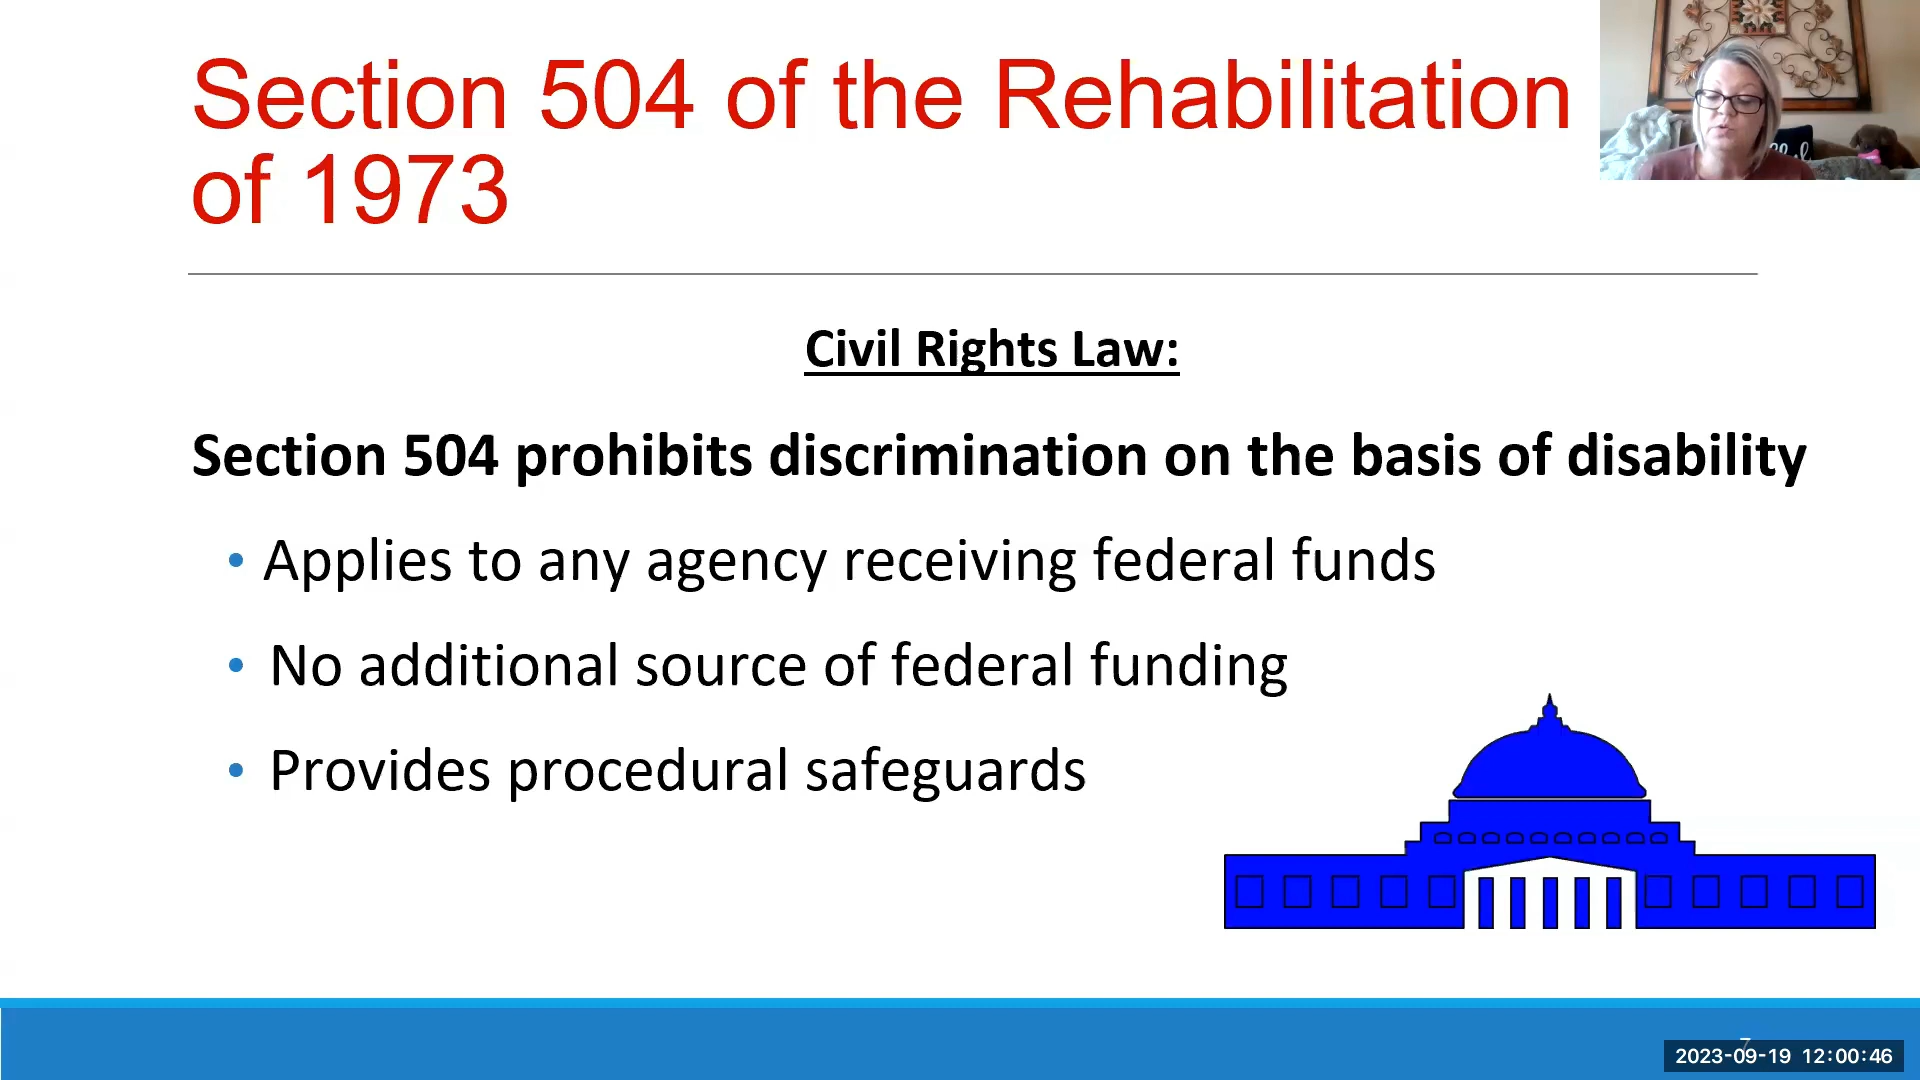 Section 504 of the Rehabilitation
of 1973
Civil Rights Law:
Section 504 prohibits discrimination on the basis of disability
• Applies to any agency receiving federal funds
• No additional source of federal funding
• Provides procedural safeguards
7
2023-09-19 12:00:46